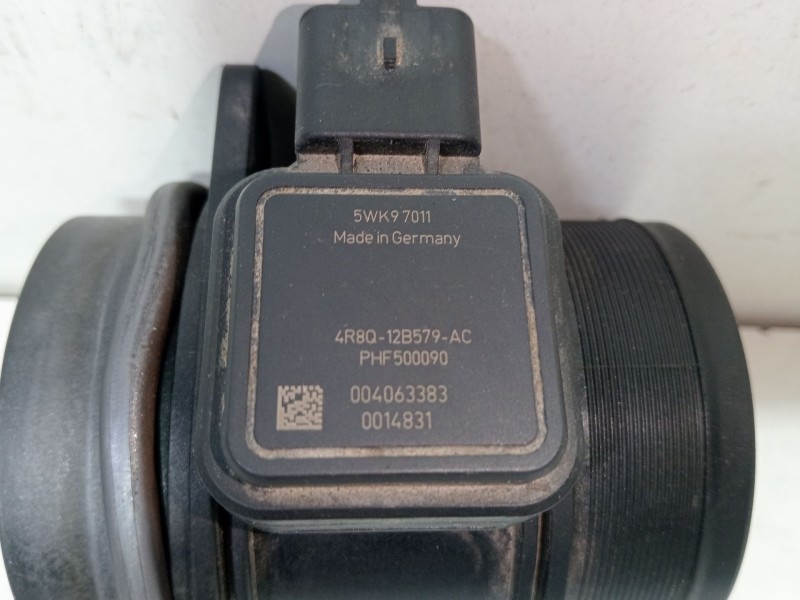 5WK9 7011
Made in Germany
4R8Q-12B579-AC
PHF500090
004063383
0014831